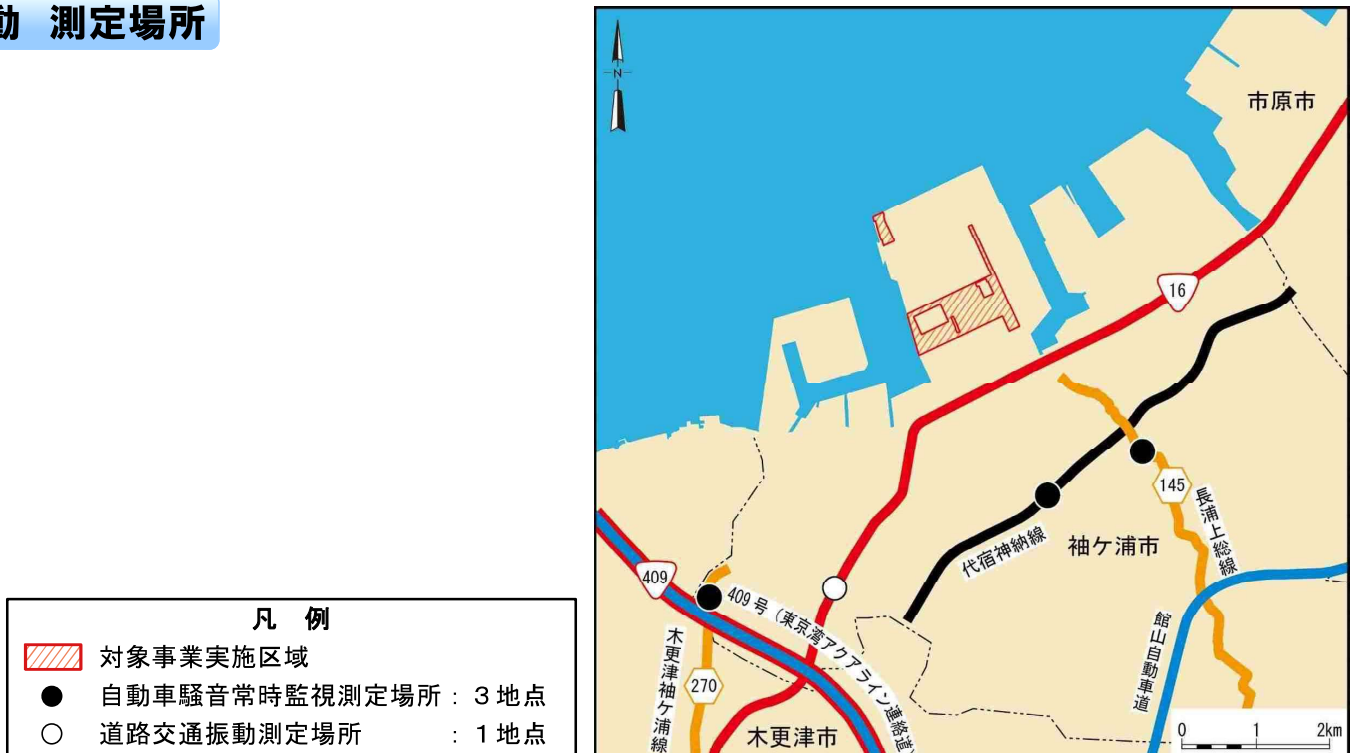 動 測定場所
N
市原市
16
145
長浦上総線
袖ケ浦市
代宿神納線
409
409号（東京湾アクアライン連絡道）
木更津袖ケ浦線
270
館山自動車道
木更津市
0 1 2km
凡 例
対象事業実施区域
自動車騒音常時監視測定場所：３地点
道路交通振動測定場所 ：１地点